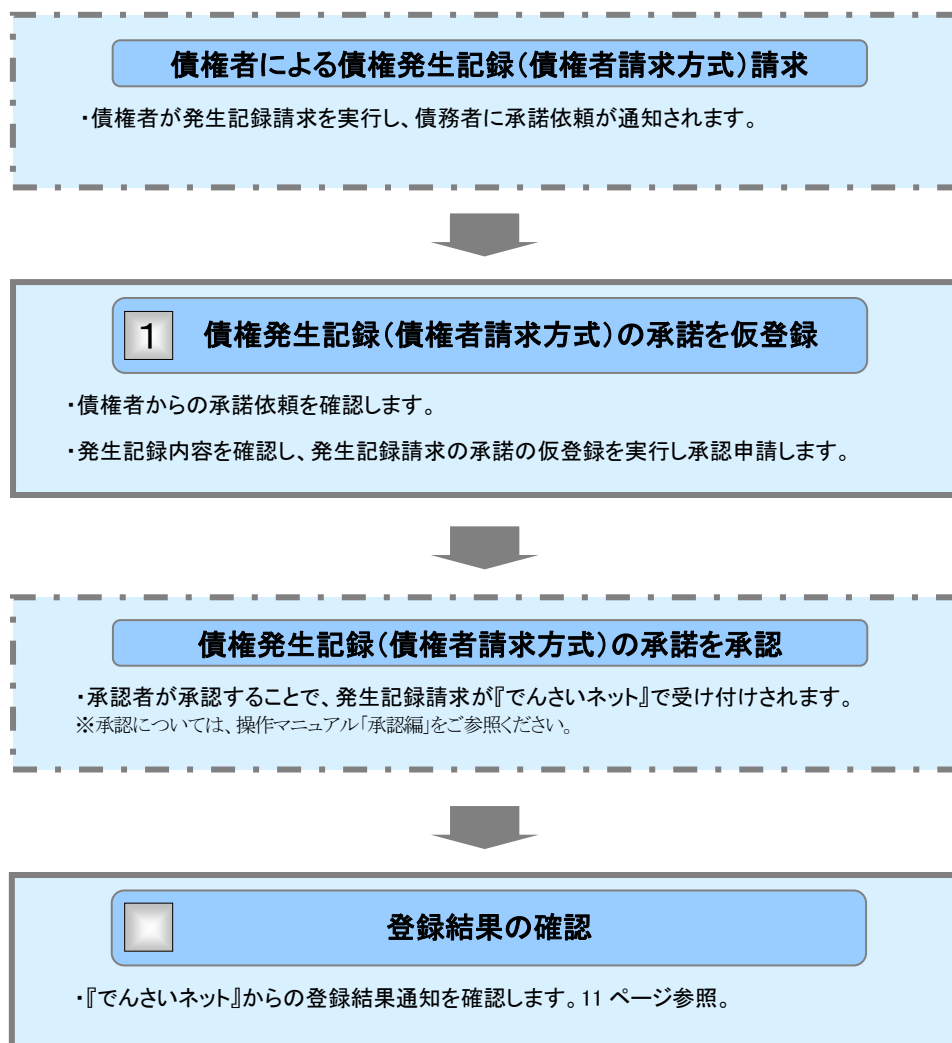 債権者による債権発生記録(債権者請求方式)請求
・債権者が発生記録請求を実行し、債務者に承諾依頼が通知されます。
1 債権発生記録(債権者請求方式)の承諾を仮登録
・債権者からの承諾依頼を確認します。
・発生記録内容を確認し、発生記録請求の承諾の仮登録を実行し承認申請します。
債権発生記録(債権者請求方式)の承諾を承認
・承認者が承認することで、発生記録請求が『でんさいネット』で受け付けされます。
※承認については、操作マニュアル「承認編」をご参照ください。
登録結果の確認
・『でんさいネット』からの登録結果通知を確認します。11 ページ参照。